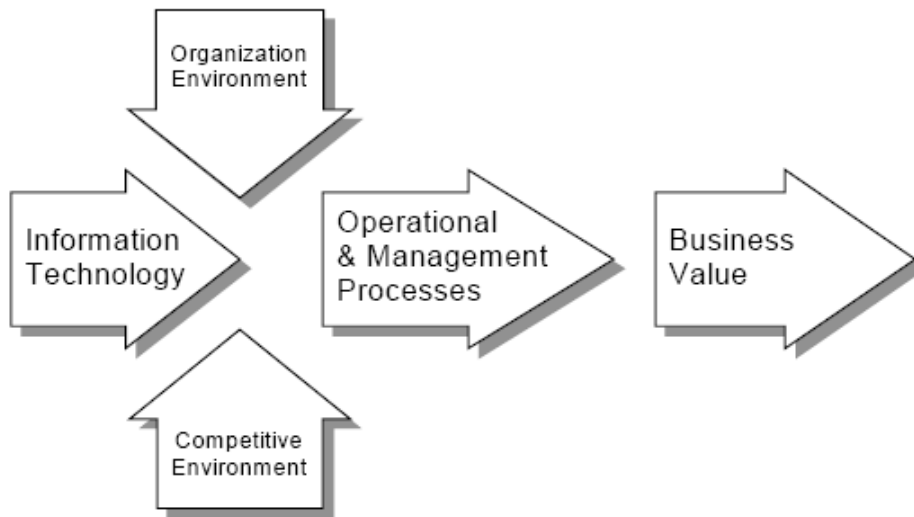 Organization
Environment
Information
Technology
Operational
& Management
Processes
Business
Value
Competitive
Environment